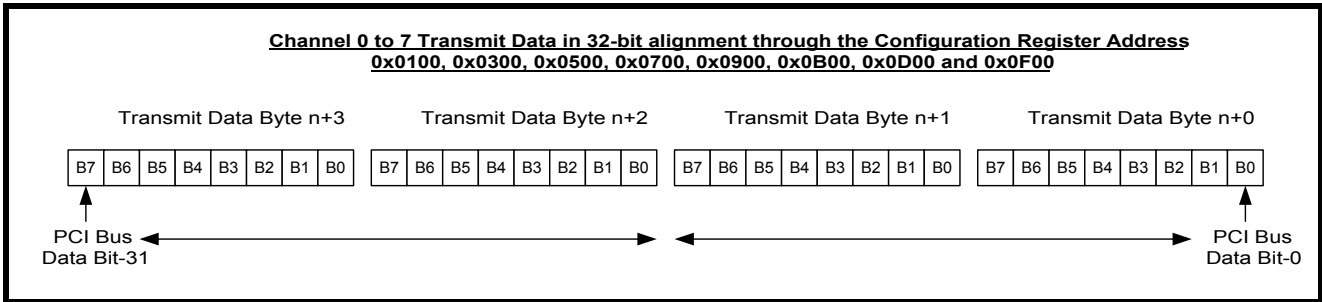 Channel 0 to 7 Transmit Data in 32-bit alignment through the Configuration Register Address
0x0100, 0x0300, 0x0500, 0x0700, 0x0900, 0x0B00, 0x0D00 and 0x0F00
Transmit Data Byte n+3 Transmit Data Byte n+2 Transmit Data Byte n+1 Transmit Data Byte n+0
B7 B6 B5 B4 B3 B2 B1 B0 B7 B6 B5 B4 B3 B2 B1 B0 B7 B6 B5 B4 B3 B2 B1 B0 B7 B6 B5 B4 B3 B2 B1 B0
PCI Bus PCI Bus
Data Bit-31 Data Bit-0